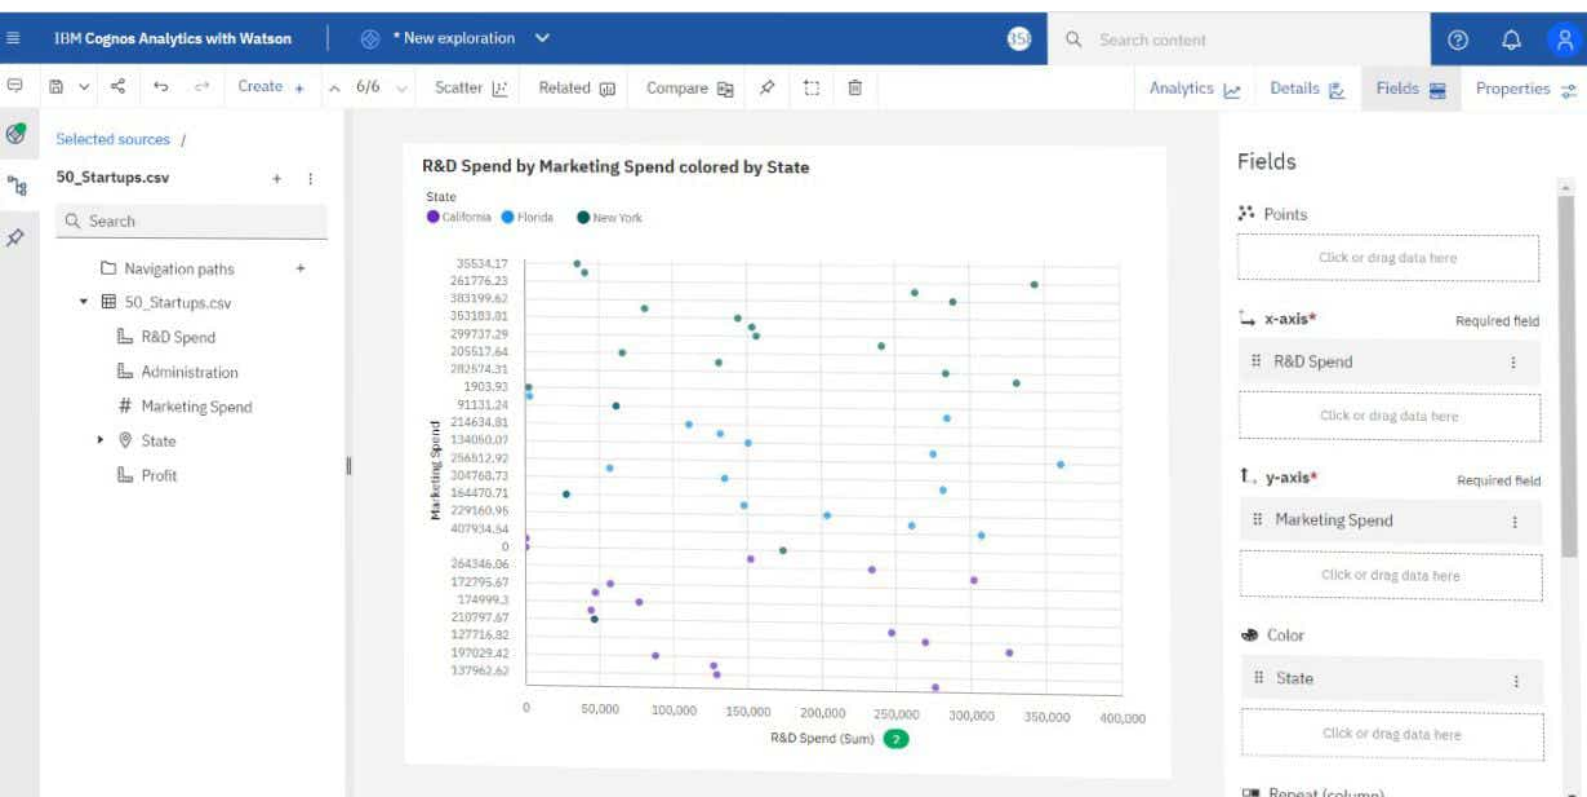 IBM Cognos Analytics with Watson
* New exploration
Search content
Create +
6/6
Scatter
Related
Compare
Analytics
Details
Fields
Properties
Selected sources /
50_Startups.csv
Search
Navigation paths
50_Startups.csv
R&D Spend
Administration
# Marketing Spend
State
Profit
R&D Spend by Marketing Spend colored by State
State
California Florida New York
Marketing Spend
35534.17
261776.23
383199.62
353183.81
299737.29
205517.64
282574.31
1903.93
91131.24
214634.81
134050.07
256512.92
304768.73
164470.71
229160.95
407934.54
0
264346.06
172795.67
174999.3
210797.67
127716.82
197029.42
137962.62
0 50,000 100,000 150,000 200,000 250,000 300,000 350,000 400,000
R&D Spend (Sum) 2
Fields
Points
Click or drag data here
x-axis* Required field
R&D Spend
Click or drag data here
y-axis* Required field
Marketing Spend
Click or drag data here
Color
State
Click or drag data here
Repeat (column)